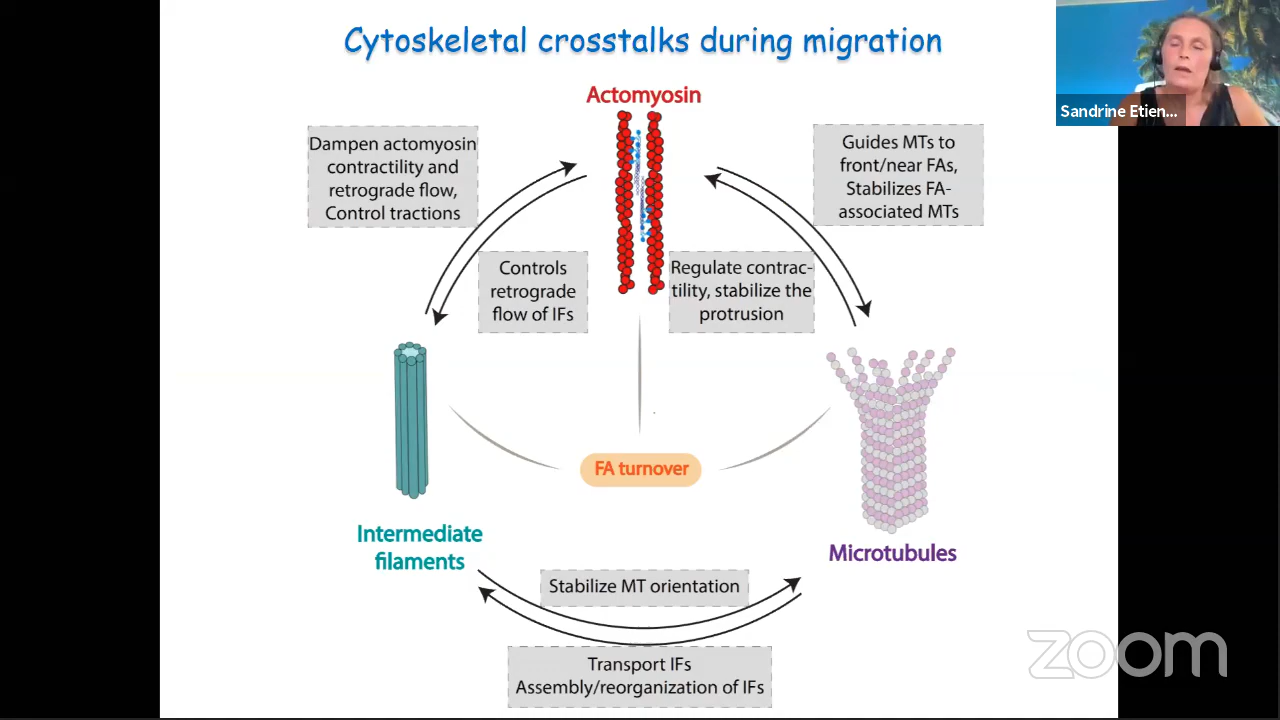 Cytoskeletal crosstalks during migration
Sandrine Etien...
Actomyosin
Dampen actomyosin
contractility and
retrograde flow,
Control tractions
Guides MTs to
front/near FAs,
Stabilizes FA-
associated MTs
Controls
retrograde
flow of IFs
Regulate contrac-
tility, stabilize the
protrusion
FA turnover
Intermediate
filaments
Microtubules
Stabilize MT orientation
Transport IFs
Assembly/reorganization of IFs
zoom